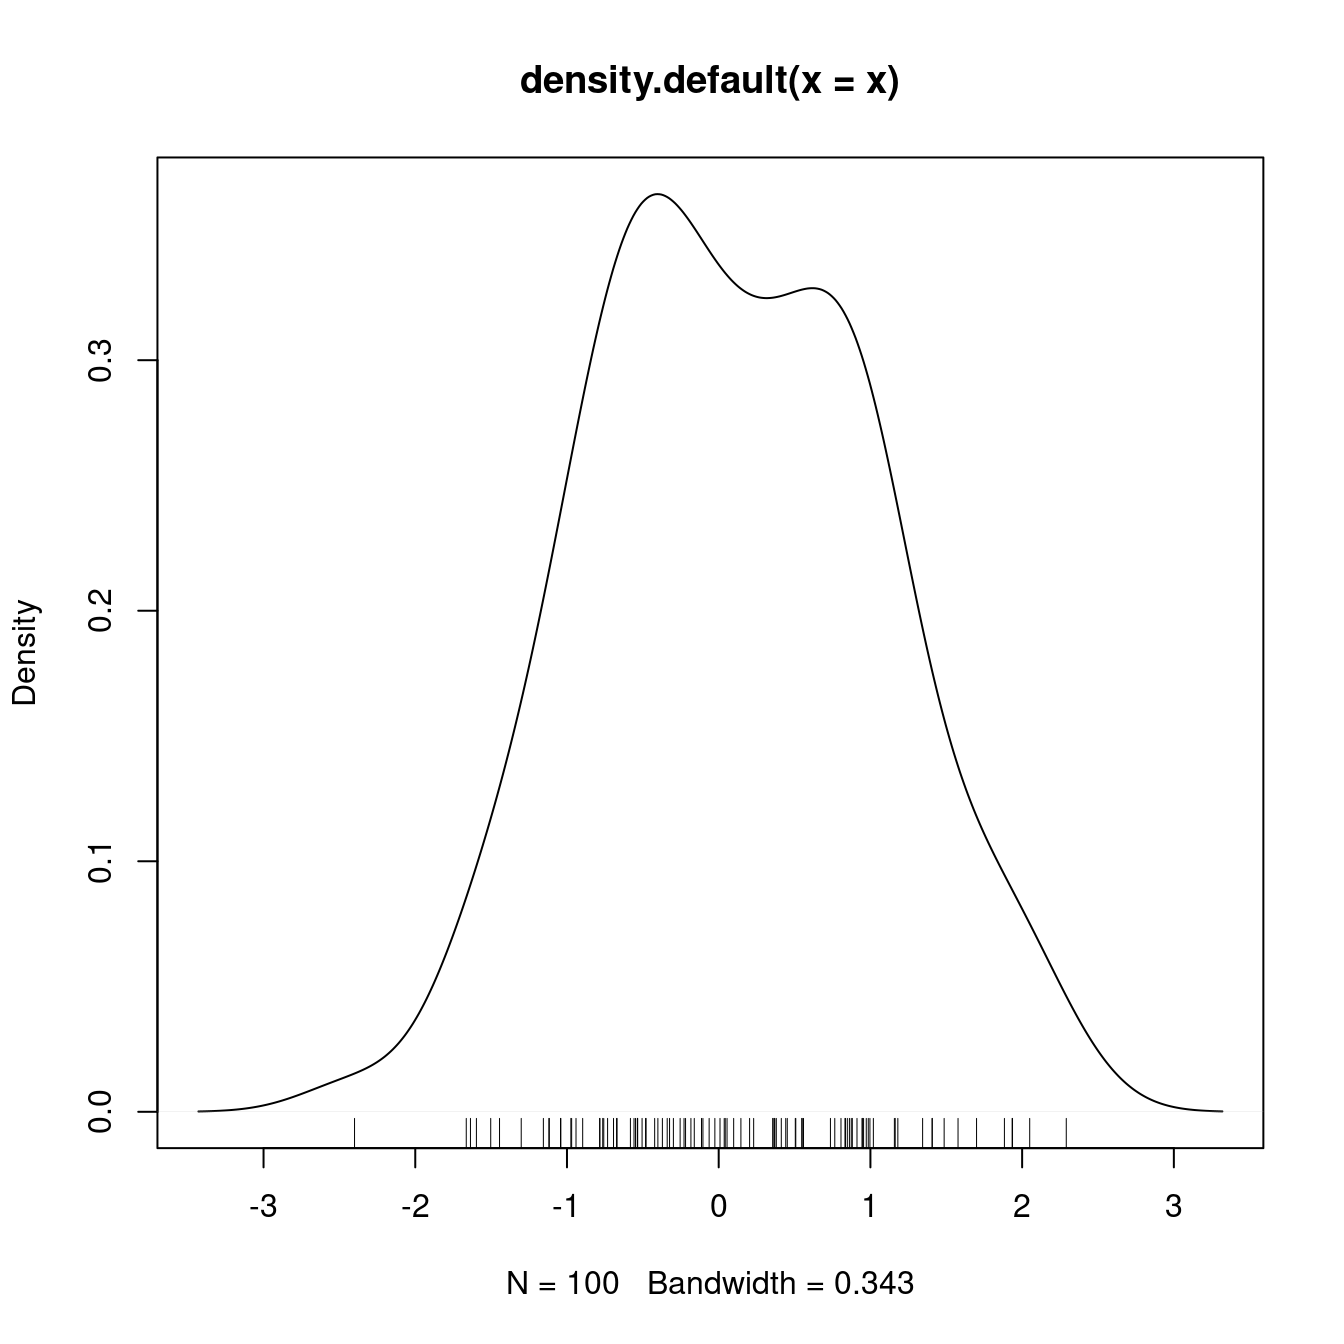 density.default(x = x)
Density
0.3
0.2
0.1
0.0
-3 -2 -1 0 1 2 3
N = 100 Bandwidth = 0.343